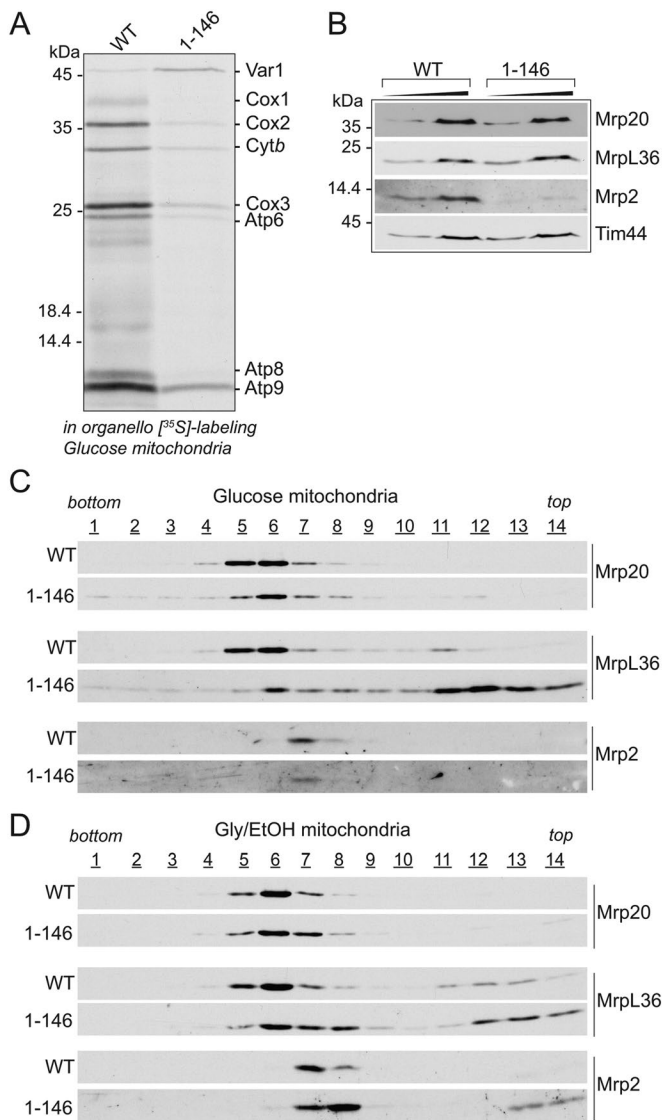 A
kDa
WT
1-146
45 -
35 -
25 -
18.4 -
14.4 -
Var1
Cox1
Cox2
Cytb
Cox3
Atp6
Atp8
Atp9
in organello [35S]-labeling
Glucose mitochondria
B
WT 1-146
kDa
35 -
25 -
14.4 -
45 -
Mrp20
MrpL36
Mrp2
Tim44
C
bottom Glucose mitochondria top
1 2 3 4 5 6 7 8 9 10 11 12 13 14
WT
1-146
Mrp20
WT
1-146
MrpL36
WT
1-146
Mrp2
D
bottom Gly/EtOH mitochondria top
1 2 3 4 5 6 7 8 9 10 11 12 13 14
WT
1-146
Mrp20
WT
1-146
MrpL36
WT
1-146
Mrp2